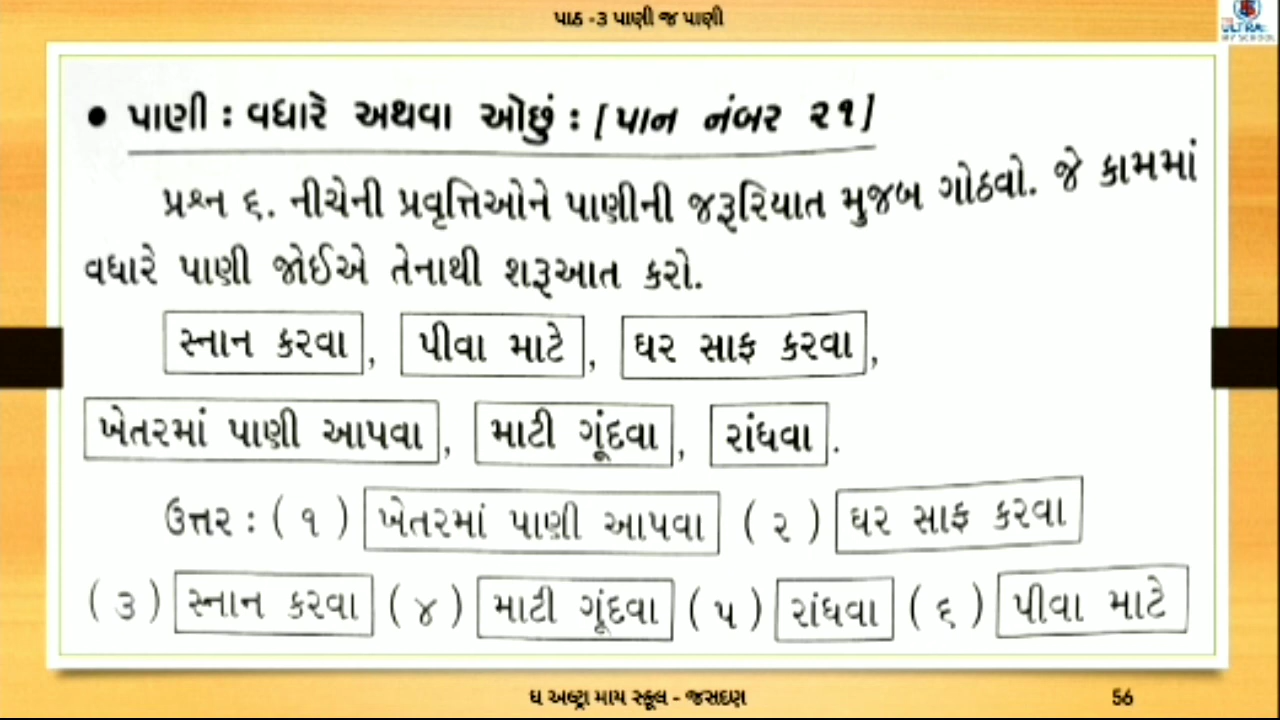 પાઠ -૩ પાણી જ પાણી
• પાણી : વધારે અથવા ઓછું : [પાન નંબર ૨૧]
પ્રશ્ન ૬. નીચેની પ્રવૃત્તિઓને પાણીની જરૂરિયાત મુજબ ગોઠવો. જે કામમાં
વધારે પાણી જોઈએ તેનાથી શરૂઆત કરો.
સ્નાન કરવા , પીવા માટે , ઘર સાફ કરવા ,
ખેતરમાં પાણી આપવા , માટી ગૂંદવા , રાંધવા .
ઉત્તર : ( ૧ ) ખેતરમાં પાણી આપવા ( ૨ ) ઘર સાફ કરવા
( ૩ ) સ્નાન કરવા ( ૪ ) માટી ગૂંદવા ( ૫ ) રાંધવા ( ૬ ) પીવા માટે
ધ અલ્ટ્રા માય સ્કૂલ - જસદણ 56